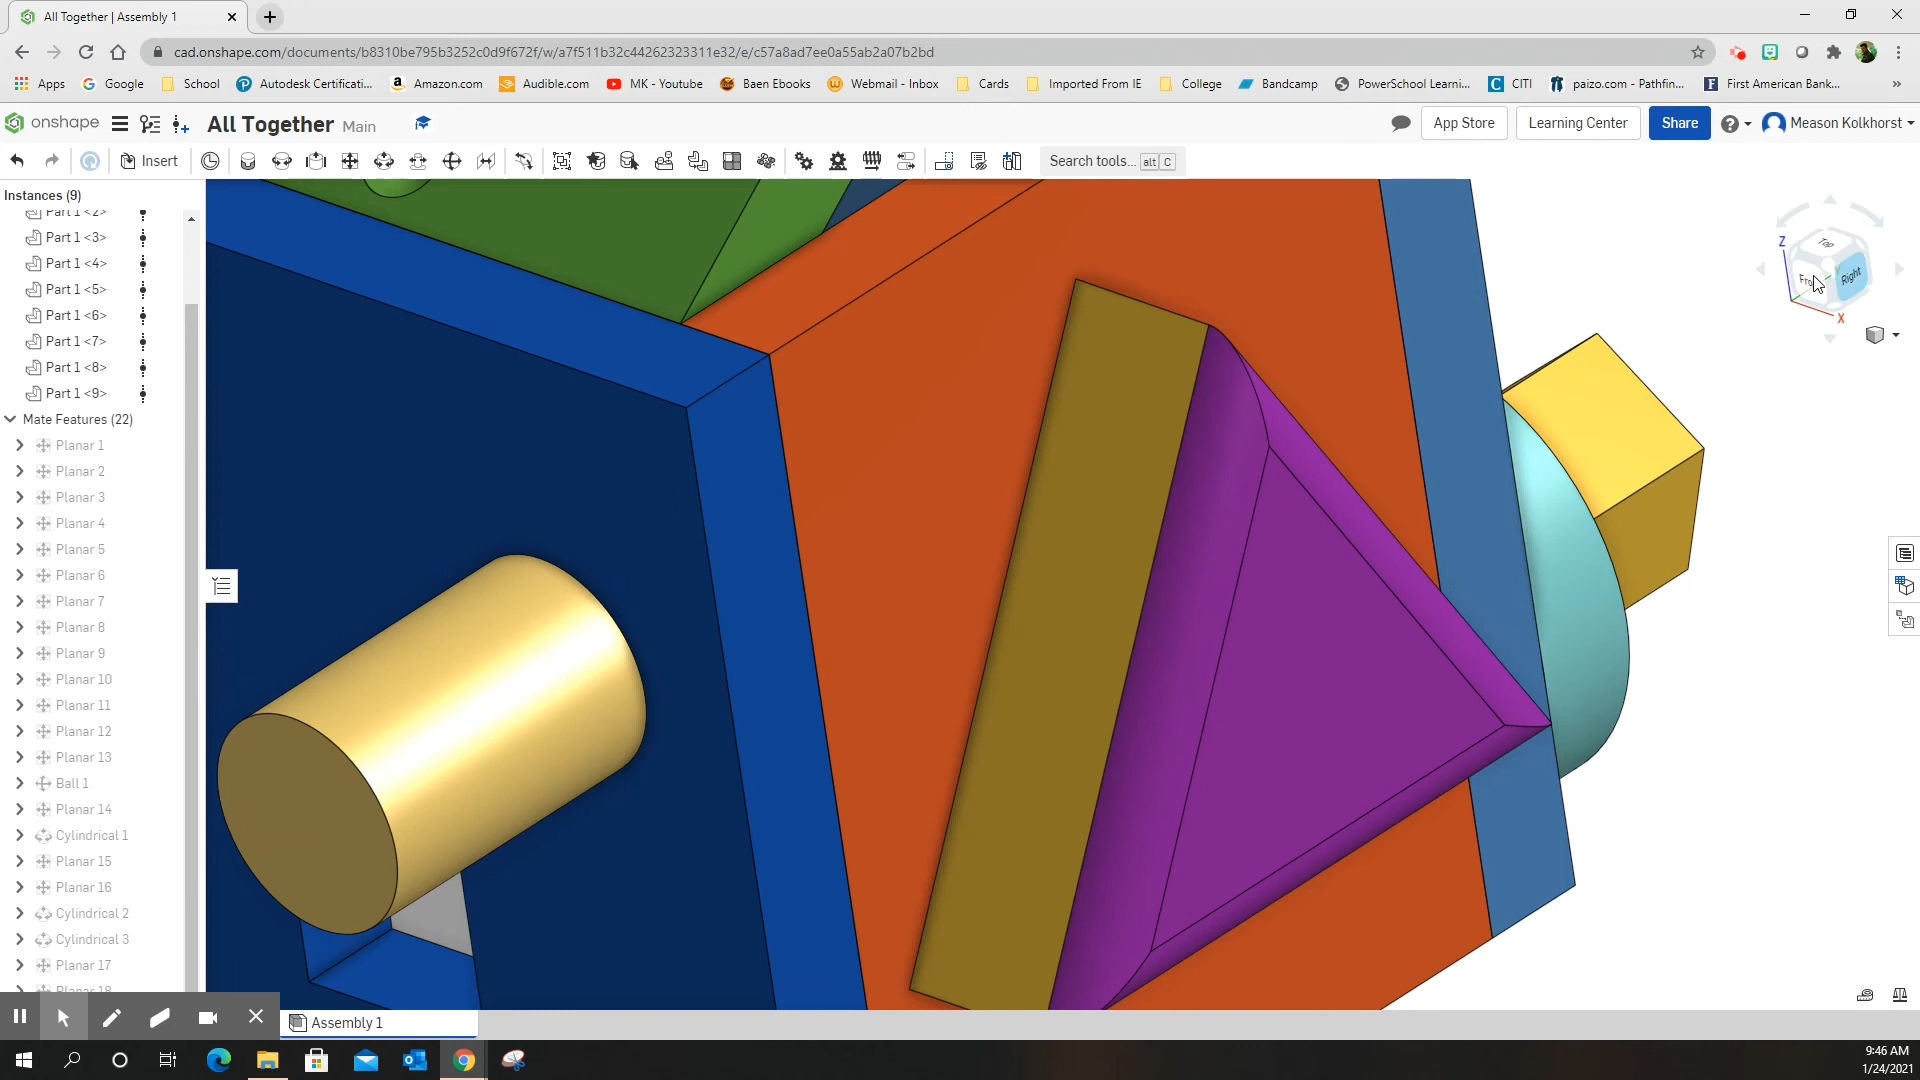 All Together | Assembly 1
cad.onshape.com/documents/b8310be795b3252c0d9f672f/w/a7f511b32c44262323311e32/e/c57a8ad7ee0a55ab2a07b2bd
Apps Google School Autodesk Certificati... Amazon.com Audible.com MK - Youtube Baen Ebooks Webmail - Inbox Cards Imported From IE College Bandcamp PowerSchool Learni... CITI paizo.com - Pathfin... First American Bank... »
onshape All Together Main App Store Learning Center Share Meason Kolkhorst
Insert Search tools... alt C
Instances (9)
Part 1 <2>
Part 1 <3>
Part 1 <4>
Part 1 <5>
Part 1 <6>
Part 1 <7>
Part 1 <8>
Part 1 <9>
Mate Features (22)
Planar 1
Planar 2
Planar 3
Planar 4
Planar 5
Planar 6
Planar 7
Planar 8
Planar 9
Planar 10
Planar 11
Planar 12
Planar 13
Ball 1
Planar 14
Cylindrical 1
Planar 15
Planar 16
Cylindrical 2
Cylindrical 3
Planar 17
Planar 18
Top
Z
Right
X
Assembly 1
9:46 AM
1/24/2021